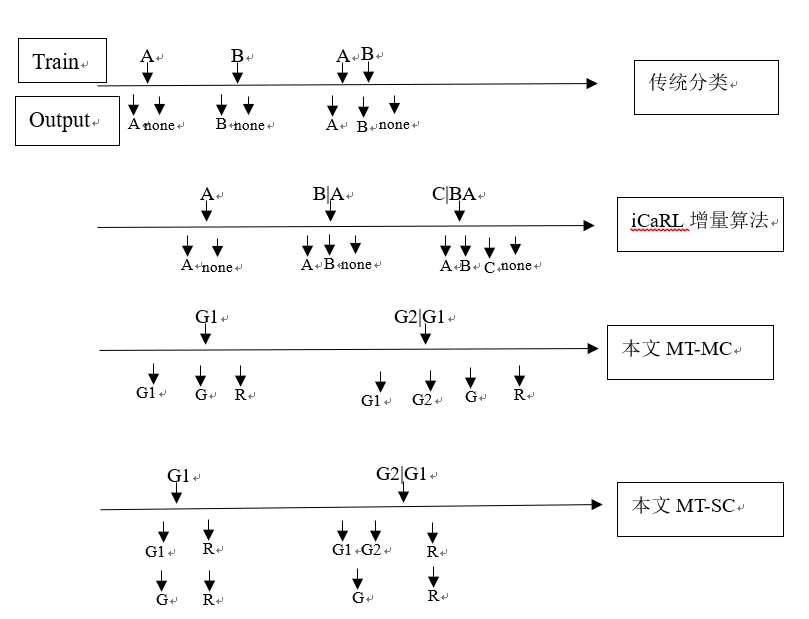 Train
A B A B
传统分类
Output
A none B none A B none
A B|A C|BA
iCaRL 增量算法
A none A B none A B C none
G1 G2|G1
本文 MT-MC
G1 G R G1 G2 G R
G1 G2|G1
本文 MT-SC
G1 R G1 G2 R
G R G R